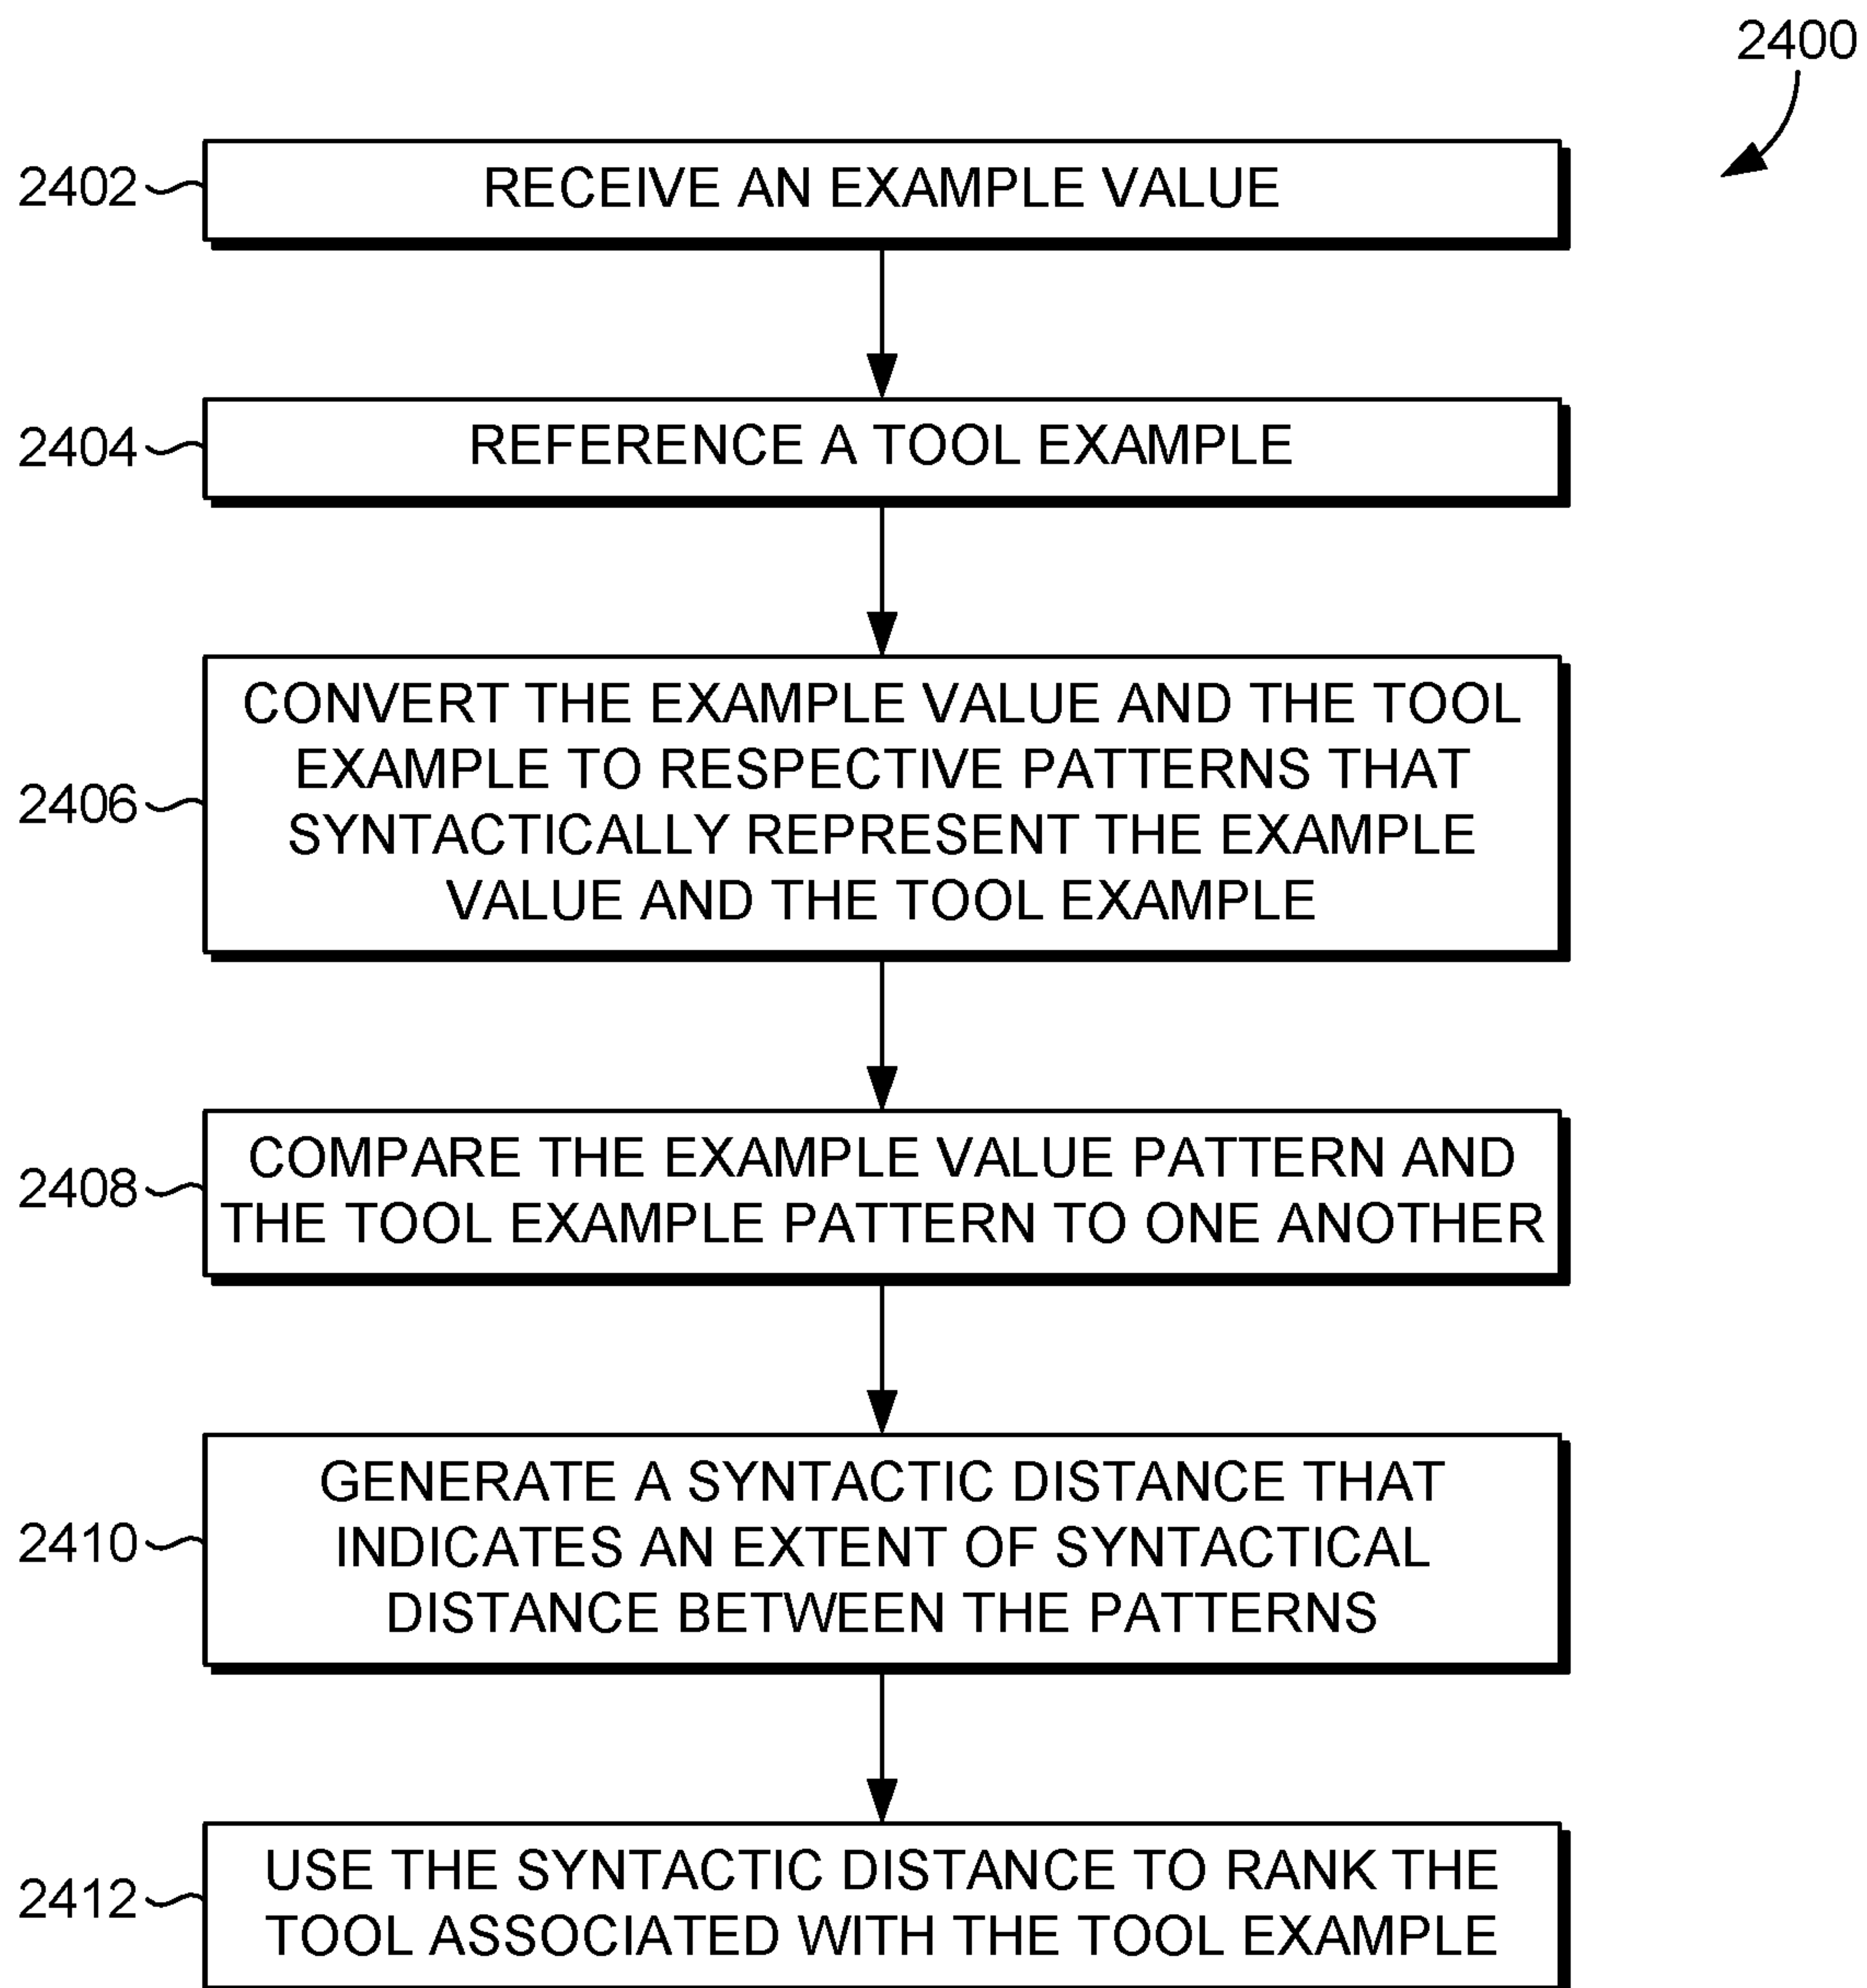 2400
2402
RECEIVE AN EXAMPLE VALUE
2404
REFERENCE A TOOL EXAMPLE
2406
CONVERT THE EXAMPLE VALUE AND THE TOOL
EXAMPLE TO RESPECTIVE PATTERNS THAT
SYNTACTICALLY REPRESENT THE EXAMPLE
VALUE AND THE TOOL EXAMPLE
2408
COMPARE THE EXAMPLE VALUE PATTERN AND
THE TOOL EXAMPLE PATTERN TO ONE ANOTHER
2410
GENERATE A SYNTACTIC DISTANCE THAT
INDICATES AN EXTENT OF SYNTACTICAL
DISTANCE BETWEEN THE PATTERNS
2412
USE THE SYNTACTIC DISTANCE TO RANK THE
TOOL ASSOCIATED WITH THE TOOL EXAMPLE